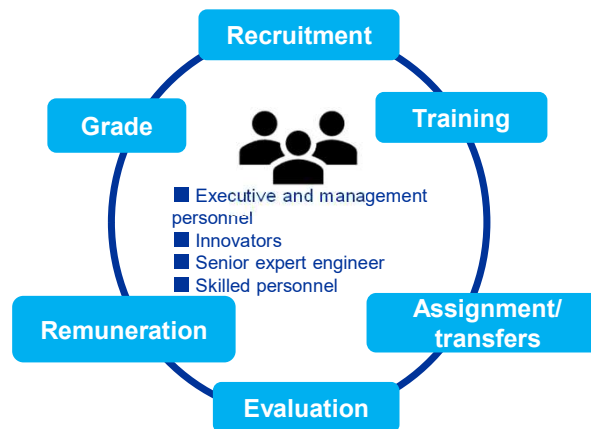 Recruitment
Grade
Training
■ Executive and management
personnel
■ Innovators
■ Senior expert engineer
■ Skilled personnel
Remuneration
Assignment/
transfers
Evaluation